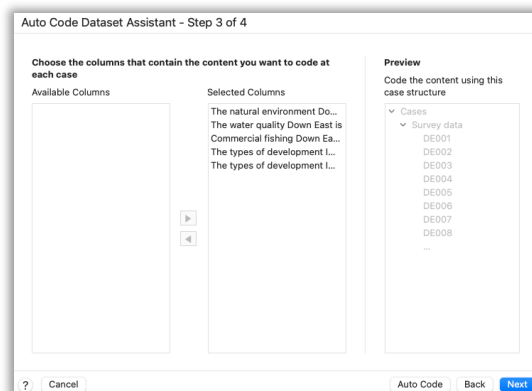 Auto Code Dataset Assistant - Step 3 of 4
Choose the columns that contain the content you want to code at
each case
Available Columns
Selected Columns
The natural environment Do...
The water quality Down East is
Commercial fishing Down Ea...
The types of development I...
The types of development I...
Preview
Code the content using this
case structure
Cases
Survey data
DE001
DE002
DE003
DE004
DE005
DE006
DE007
DE008
...
? Cancel Auto Code Back Next